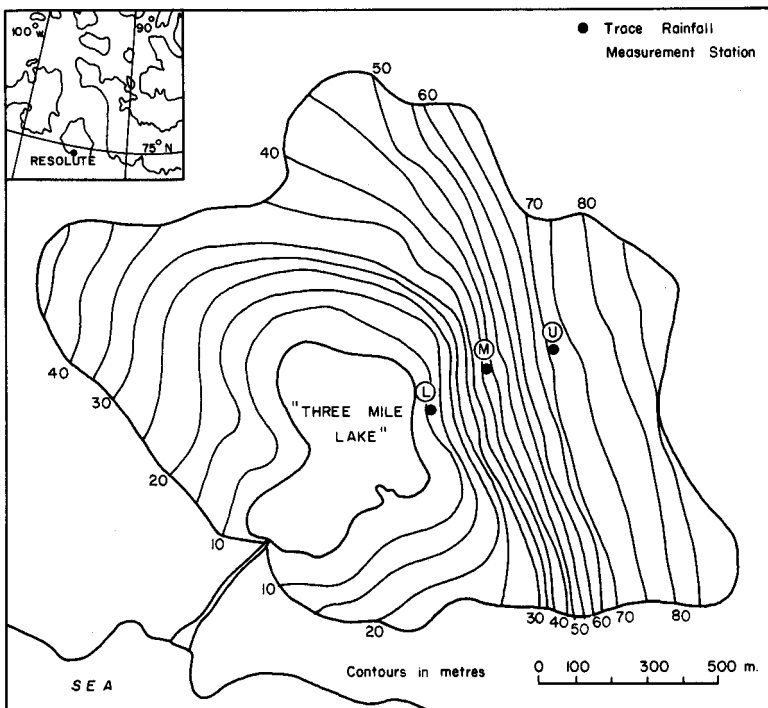 100°W
90°
75°N
RESOLUTE
● Trace Rainfall
Measurement Station
50
60
40
70
80
U
M
L
"THREE MILE
LAKE"
40
30
20
10
10
20
30
40
50
60
70
80
Contours in metres
0 100 300 500 m.
SEA